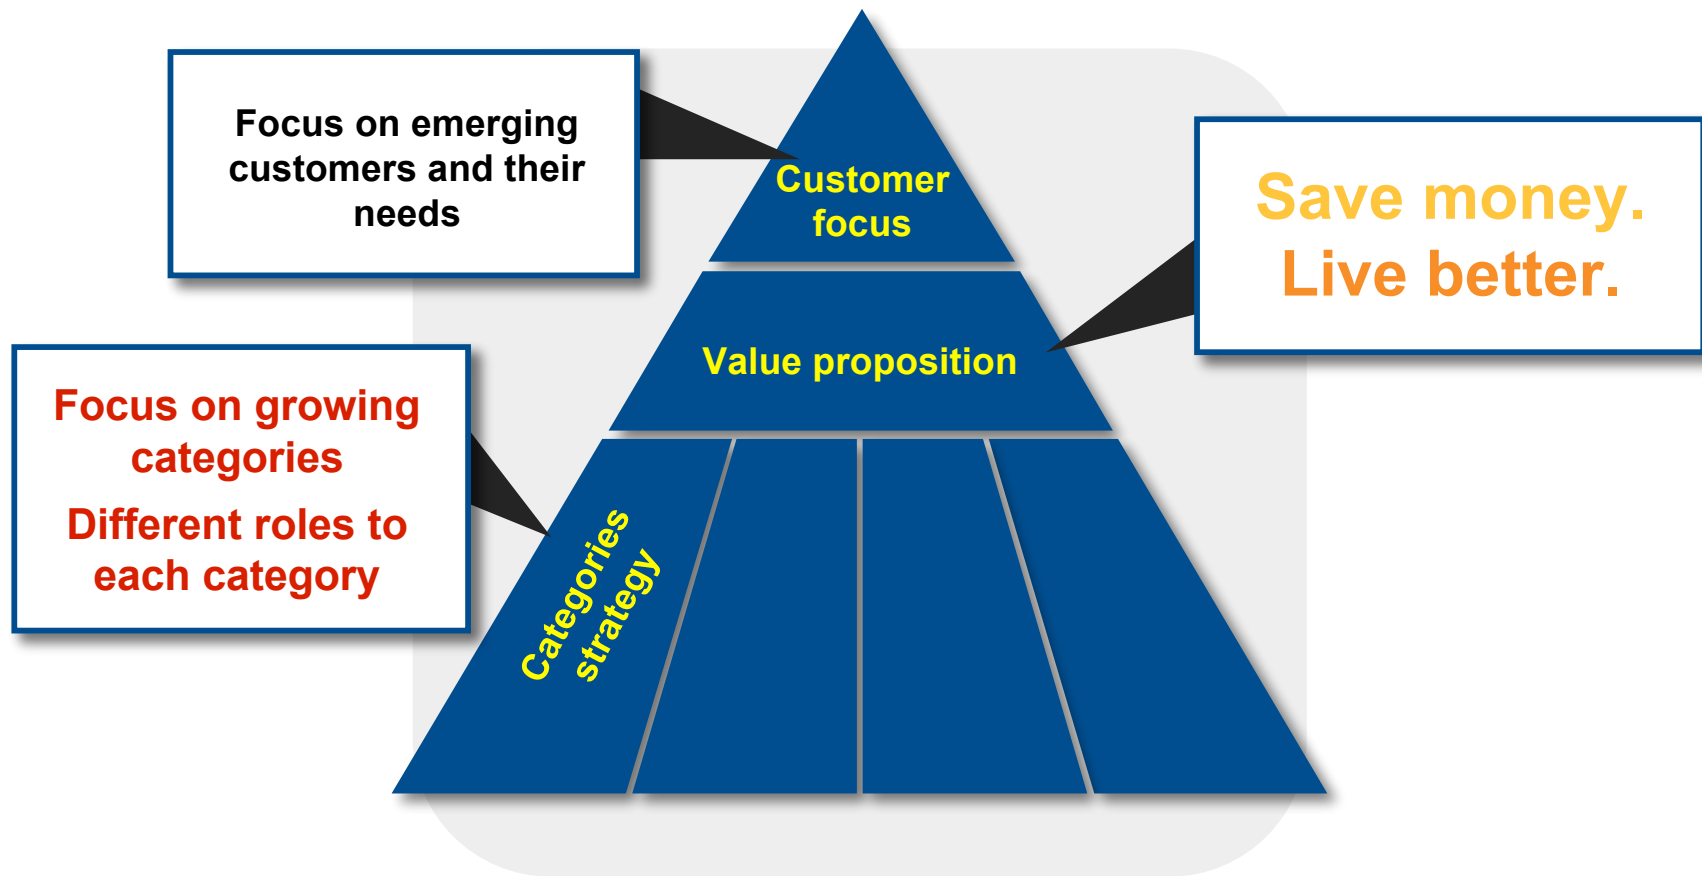 Focus on emerging
customers and their
needs
Customer
focus
Save money.
Live better.
Value proposition
Focus on growing
categories
Different roles to
each category
Categories
strategy